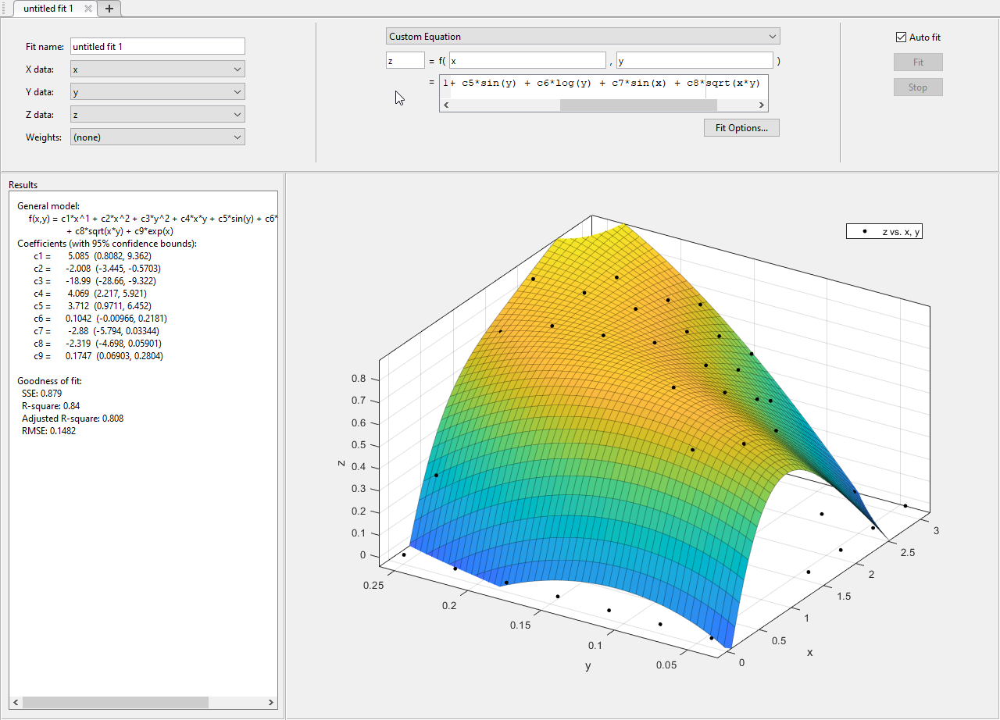 untitled fit 1
Fit name: untitled fit 1
X data: x
Y data: y
Z data: z
Weights: (none)
Custom Equation
z = f( x , y )
= 1+ c5*sin(y) + c6*log(y) + c7*sin(x) + c8*sqrt(x*y)
Fit Options...
Auto fit
Fit
Stop
Results
General model:
f(x,y) = c1*x^1 + c2*x^2 + c3*y^2 + c4*x*y + c5*sin(y) + c6*
+ c8*sqrt(x*y) + c9*exp(x)
Coefficients (with 95% confidence bounds):
c1 = 5.085 (0.8082, 9.362)
c2 = -2.008 (-3.445, -0.5703)
c3 = -18.99 (-28.66, -9.322)
c4 = 4.069 (2.217, 5.921)
c5 = 3.712 (0.9711, 6.452)
c6 = 0.1042 (-0.00966, 0.2181)
c7 = -2.88 (-5.794, 0.03344)
c8 = -2.319 (-4.698, 0.05901)
c9 = 0.1747 (0.06903, 0.2804)
Goodness of fit:
SSE: 0.879
R-square: 0.84
Adjusted R-square: 0.808
RMSE: 0.1482
z vs. x, y
0.8
0.7
0.6
0.5
0.4
0.3
0.2
0.1
0
z
0.25
0.2
0.15
0.1
0.05
y
0
0.5
1
1.5
2
2.5
3
x